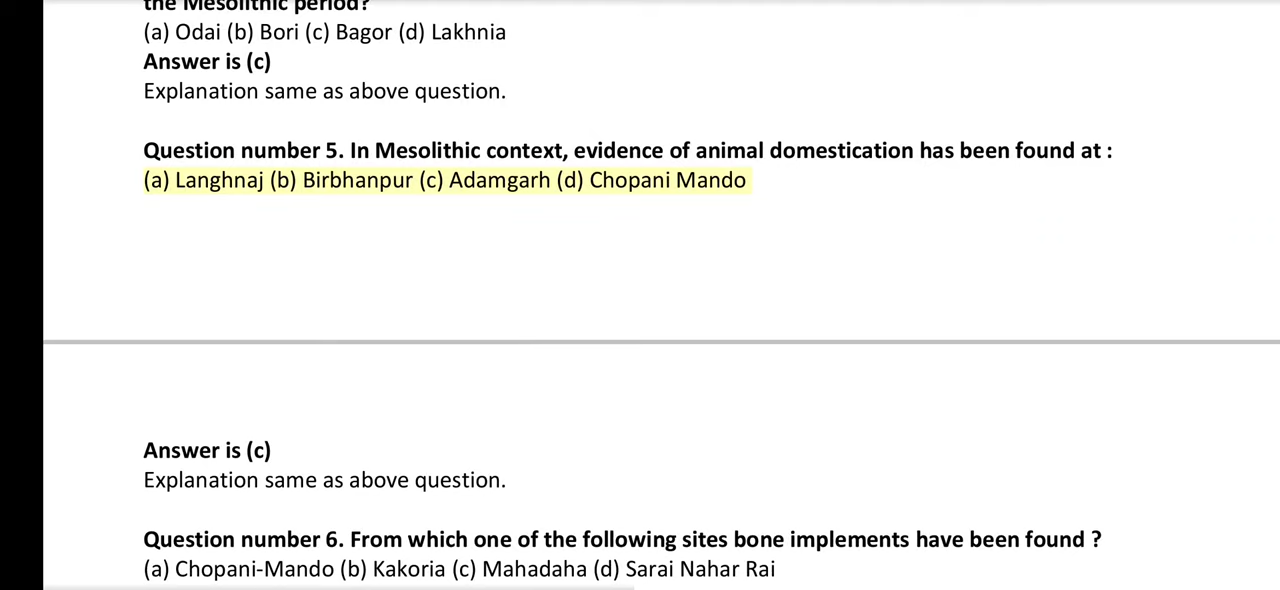 the Mesolithic period?
(a) Odai (b) Bori (c) Bagor (d) Lakhnia
Answer is (c)
Explanation same as above question.
Question number 5. In Mesolithic context, evidence of animal domestication has been found at :
(a) Langhnaj (b) Birbhanpur (c) Adamgarh (d) Chopani Mando
Answer is (c)
Explanation same as above question.
Question number 6. From which one of the following sites bone implements have been found ?
(a) Chopani-Mando (b) Kakoria (c) Mahadaha (d) Sarai Nahar Rai